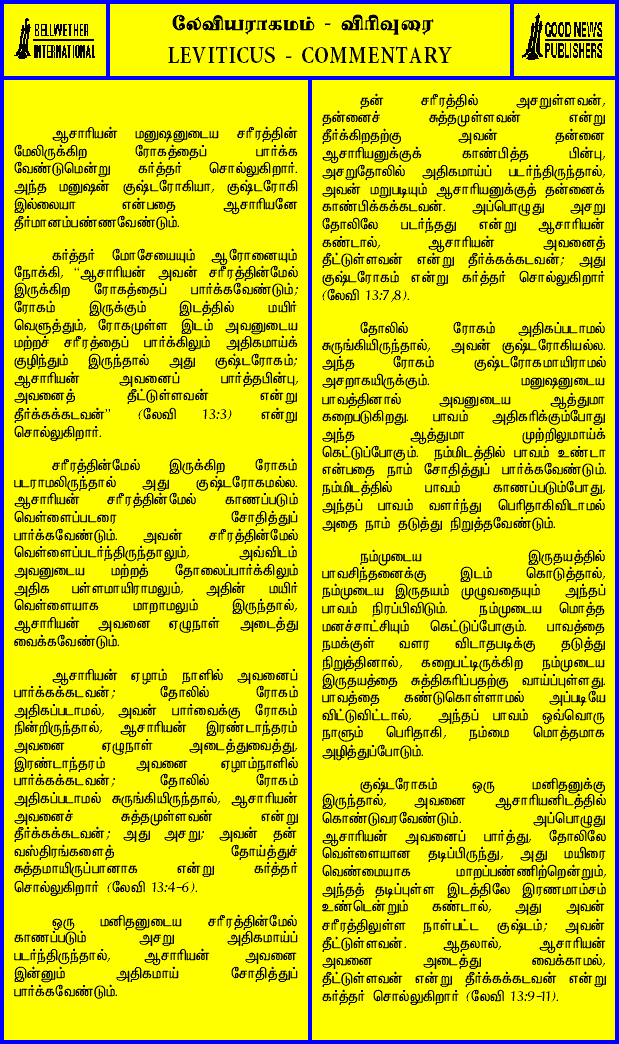 BELLWETHER
INTERNATIONAL
லேவியராகமம் - விரிவுரை
LEVITICUS - COMMENTARY
GOOD NEWS
PUBLISHERS
ஆசாரியன் மனுஷனுடைய சரீரத்தின்
மேலிருக்கிற ரோகத்தைப் பார்க்க
வேண்டுமென்று கர்த்தர் சொல்லுகிறார்.
அந்த மனுஷன் குஷ்டரோகியா, குஷ்டரோகி
இல்லையா என்பதை ஆசாரியனே
தீர்மானம்பண்ணவேண்டும்.
கர்த்தர் மோசேயையும் ஆரோனையும்
நோக்கி, “ஆசாரியன் அவன் சரீரத்தின்மேல்
இருக்கிற ரோகத்தைப் பார்க்கவேண்டும்;
ரோகம் இருக்கும் இடத்தில் மயிர்
வெளுத்தும், ரோகமுள்ள இடம் அவனுடைய
மற்றச் சரீரத்தைப் பார்க்கிலும் அதிகமாய்க்
குழிந்தும் இருந்தால் அது குஷ்டரோகம்;
ஆசாரியன் அவனைப் பார்த்தபின்பு,
அவனைத் தீட்டுள்ளவன் என்று
தீர்க்கக்கடவன்” (லேவி 13:3) என்று
சொல்லுகிறார்.
சரீரத்தின்மேல் இருக்கிற ரோகம்
படராமலிருந்தால் அது குஷ்டரோகமல்ல.
ஆசாரியன் சரீரத்தின்மேல் காணப்படும்
வெள்ளைப்படரை சோதித்துப்
பார்க்கவேண்டும். அவன் சரீரத்தின்மேல்
வெள்ளைப்படர்ந்திருந்தாலும், அவ்விடம்
அவனுடைய மற்றத் தோலைப்பார்க்கிலும்
அதிக பள்ளமாயிராமலும், அதின் மயிர்
வெள்ளையாக மாறாமலும் இருந்தால்,
ஆசாரியன் அவனை ஏழுநாள் அடைத்து
வைக்கவேண்டும்.
ஆசாரியன் ஏழாம் நாளில் அவனைப்
பார்க்கக்கடவன்; தோலில் ரோகம்
அதிகப்படாமல், அவன் பார்வைக்கு ரோகம்
நின்றிருந்தால், ஆசாரியன் இரண்டாந்தரம்
அவனை ஏழுநாள் அடைத்துவைத்து,
இரண்டாந்தரம் அவனை ஏழாம்நாளில்
பார்க்கக்கடவன்; தோலில் ரோகம்
அதிகப்படாமல் சுருங்கியிருந்தால், ஆசாரியன்
அவனைச் சுத்தமுள்ளவன் என்று
தீர்க்கக்கடவன்; அது அசறு; அவன் தன்
வஸ்திரங்களைத் தோய்த்துச்
சுத்தமாயிருப்பானாக என்று கர்த்தர்
சொல்லுகிறார் (லேவி 13:4-6).
ஒரு மனிதனுடைய சரீரத்தின்மேல்
காணப்படும் அசறு அதிகமாய்ப்
படர்ந்திருந்தால், ஆசாரியன் அவனை
இன்னும் அதிகமாய் சோதித்துப்
பார்க்கவேண்டும்.
தன் சரீரத்தில் அசறுள்ளவன்,
தன்னைச் சுத்தமுள்ளவன் என்று
தீர்க்கிறதற்கு அவன் தன்னை
ஆசாரியனுக்குக் காண்பித்த பின்பு,
அசறுதோலில் அதிகமாய்ப் படர்ந்திருந்தால்,
அவன் மறுபடியும் ஆசாரியனுக்குத் தன்னைக்
காண்பிக்கக்கடவன். அப்பொழுது அசறு
தோலிலே படர்ந்தது என்று ஆசாரியன்
கண்டால், ஆசாரியன் அவனைத்
தீட்டுள்ளவன் என்று தீர்க்கக்கடவன்; அது
குஷ்டரோகம் என்று கர்த்தர் சொல்லுகிறார்
(லேவி 13:7,8).
தோலில் ரோகம் அதிகப்படாமல்
சுருங்கியிருந்தால், அவன் குஷ்டரோகியல்ல.
அந்த ரோகம் குஷ்டரோகமாயிராமல்
அசறாகயிருக்கும். மனுஷனுடைய
பாவத்தினால் அவனுடைய ஆத்துமா
கறைபடுகிறது. பாவம் அதிகரிக்கும்போது
அந்த ஆத்துமா முற்றிலுமாய்க்
கெட்டுப்போகும். நம்மிடத்தில் பாவம் உண்டா
என்பதை நாம் சோதித்துப் பார்க்கவேண்டும்.
நம்மிடத்தில் பாவம் காணப்படும்போது,
அந்தப் பாவம் வளர்ந்து பெரிதாகிவிடாமல்
அதை நாம் தடுத்து நிறுத்தவேண்டும்.
நம்முடைய இருதயத்தில்
பாவசிந்தனைக்கு இடம் கொடுத்தால்,
நம்முடைய இருதயம் முழுவதையும் அந்தப்
பாவம் நிரப்பிவிடும். நம்முடைய மொத்த
மனச்சாட்சியும் கெட்டுப்போகும். பாவத்தை
நமக்குள் வளர விடாதபடிக்கு தடுத்து
நிறுத்தினால், கறைபட்டிருக்கிற நம்முடைய
இருதயத்தை சுத்திகரிப்பதற்கு வாய்ப்புள்ளது.
பாவத்தை கண்டுகொள்ளாமல் அப்படியே
விட்டுவிட்டால், அந்தப் பாவம் ஒவ்வொரு
நாளும் பெரிதாகி, நம்மை மொத்தமாக
அழித்துப்போடும்.
குஷ்டரோகம் ஒரு மனிதனுக்கு
இருந்தால், அவனை ஆசாரியனிடத்தில்
கொண்டுவரவேண்டும். அப்பொழுது
ஆசாரியன் அவனைப் பார்த்து, தோலிலே
வெள்ளையான தடிப்பிருந்து, அது மயிரை
வெண்மையாக மாறப்பண்ணிற்றென்றும்,
அந்தத் தடிப்புள்ள இடத்திலே இரணமாம்சம்
உண்டென்றும் கண்டால், அது அவன்
சரீரத்திலுள்ள நாள்பட்ட குஷ்டம்; அவன்
தீட்டுள்ளவன். ஆதலால், ஆசாரியன்
அவனை அடைத்து வைக்காமல்,
தீட்டுள்ளவன் என்று தீர்க்கக்கடவன் என்று
கர்த்தர் சொல்லுகிறார் (லேவி 13:9-11).